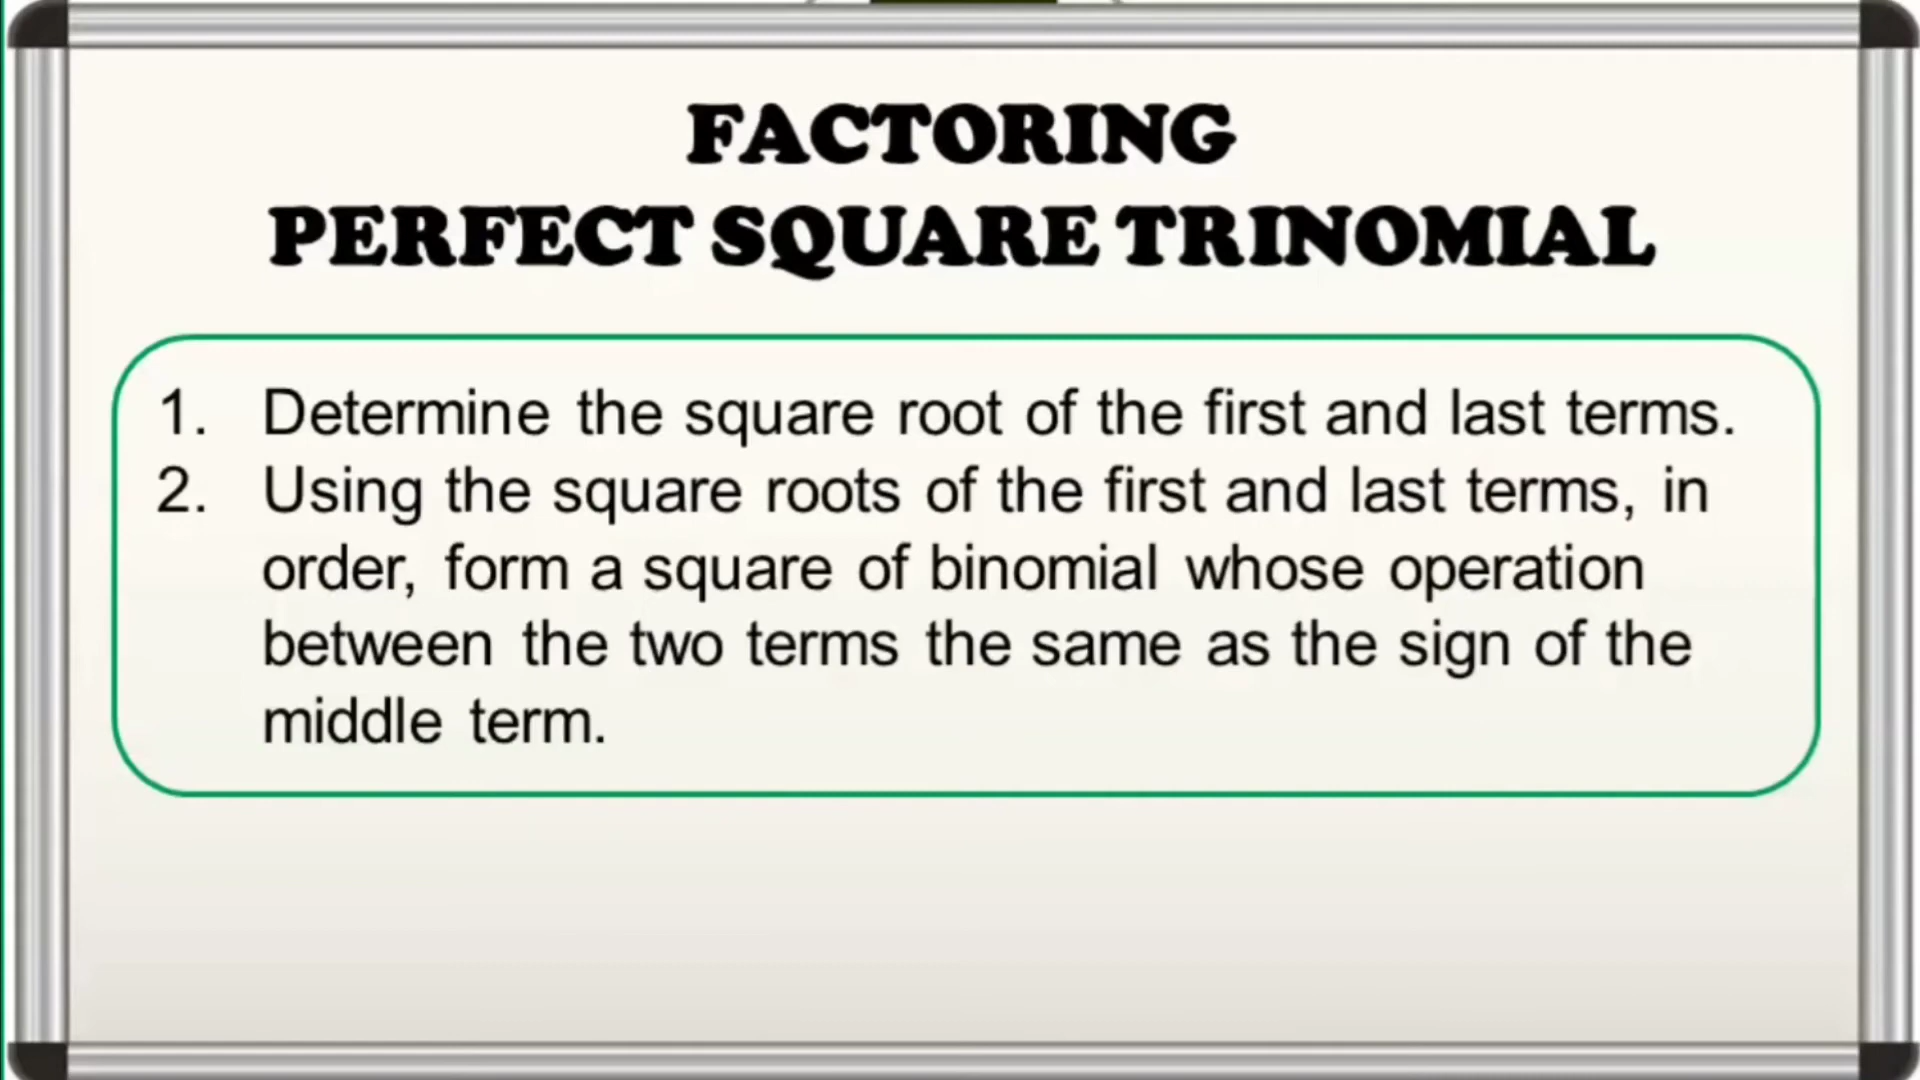 FACTORING
PERFECT SQUARE TRINOMIAL
1. Determine the square root of the first and last terms.
2. Using the square roots of the first and last terms, in
order, form a square of binomial whose operation
between the two terms the same as the sign of the
middle term.